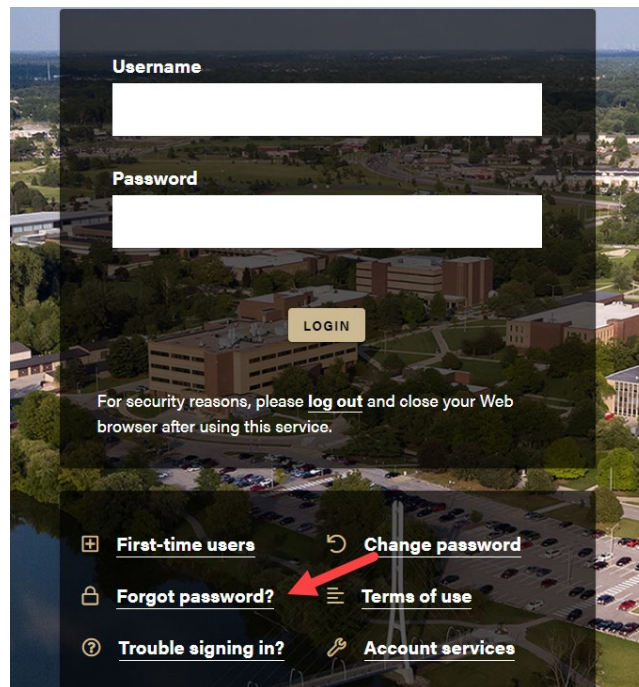 Username
Password
LOGIN
For security reasons, please log out and close your Web
browser after using this service.
First-time users
Change password
Forgot password?
Terms of use
Trouble signing in?
Account services